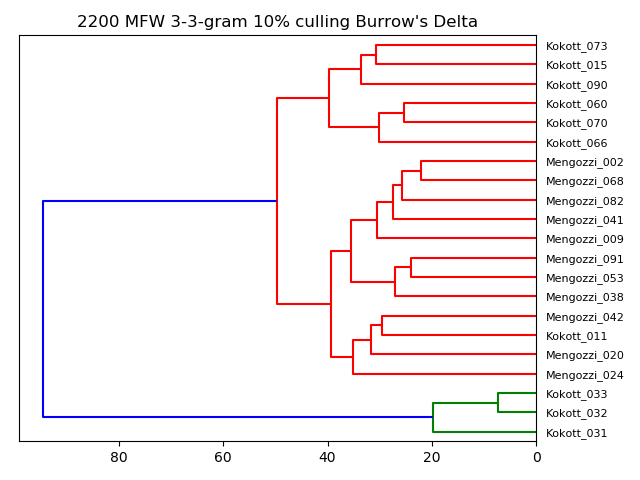 2200 MFW 3-3-gram 10% culling Burrow's Delta
Kokott_073
Kokott_015
Kokott_090
Kokott_060
Kokott_070
Kokott_066
Mengozzi_002
Mengozzi_068
Mengozzi_082
Mengozzi_041
Mengozzi_009
Mengozzi_091
Mengozzi_053
Mengozzi_038
Mengozzi_042
Kokott_011
Mengozzi_020
Mengozzi_024
Kokott_033
Kokott_032
Kokott_031
80 60 40 20 0